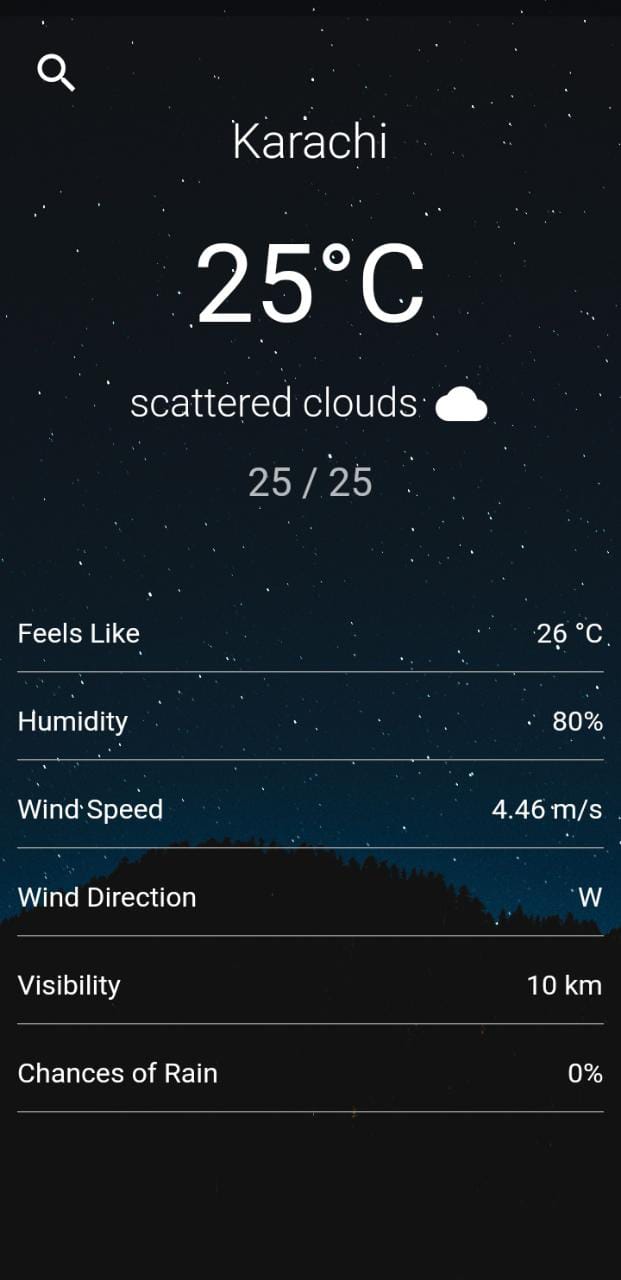 Karachi
25°C
scattered clouds
25 / 25
Feels Like 26 °C
Humidity 80%
Wind Speed 4.46 m/s
Wind Direction W
Visibility 10 km
Chances of Rain 0%